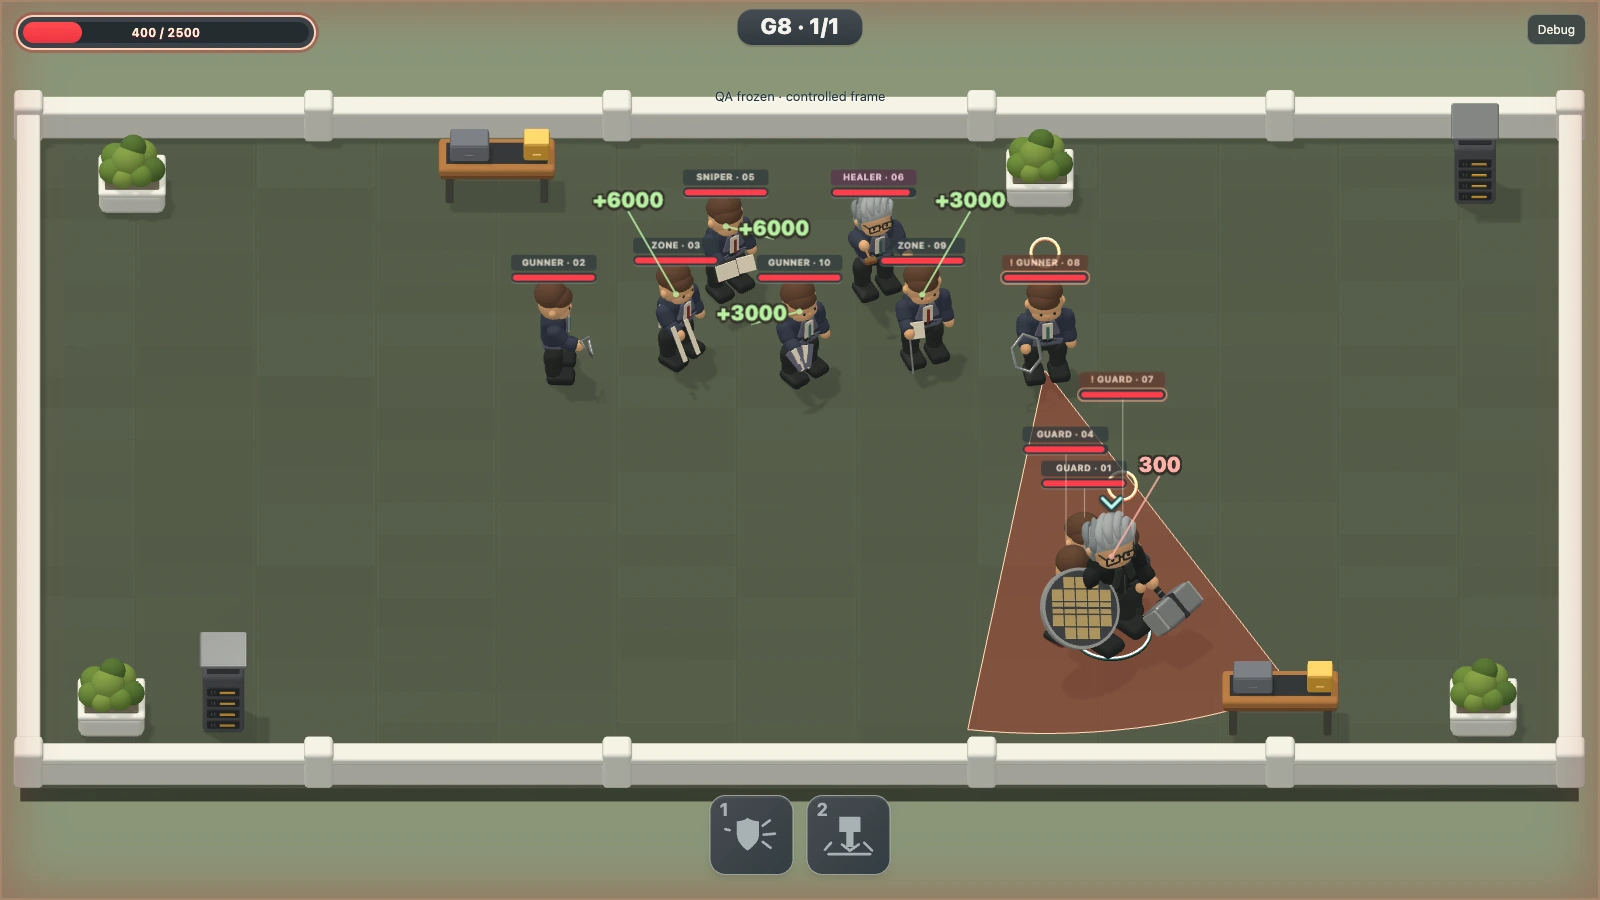 400 / 2500
G8 · 1/1
Debug
QA frozen · controlled frame
SNIPER · 05
HEALER · 06
+6000
+3000
+6000
ZONE · 03
ZONE · 09
GUNNER · 02
GUNNER · 10
! GUNNER · 08
+3000
! GUARD · 07
GUARD · 04
GUARD · 01
300
1
2